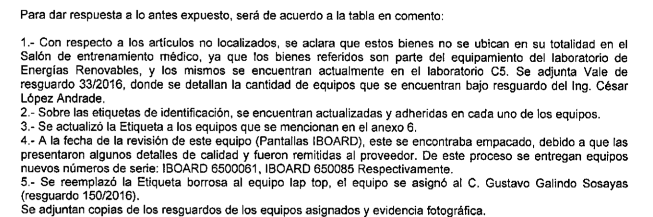 Para dar respuesta a lo antes expuesto, será de acuerdo a la tabla en comento:
1.- Con respecto a los artículos no localizados, se aclara que estos bienes no se ubican en su totalidad en el
Salón de entrenamiento médico, ya que los bienes referidos son parte del equipamiento del laboratorio de
Energías Renovables, y los mismos se encuentran actualmente en el laboratorio C5. Se adjunta Vale de
resguardo 33/2016, donde se detallan la cantidad de equipos que se encuentran bajo resguardo del Ing. César
López Andrade.
2.- Sobre las etiquetas de identificación, se encuentran actualizadas y adheridas en cada uno de los equipos.
3.- Se actualizó la Etiqueta a los equipos que se mencionan en el anexo 6.
4.- A la fecha de la revisión de este equipo (Pantallas IBOARD), este se encontraba empacado, debido a que las
presentaron algunos detalles de calidad y fueron remitidas al proveedor. De este proceso se entregan equipos
nuevos números de serie: IBOARD 6500061, IBOARD 650085 Respectivamente.
5.- Se reemplazó la Etiqueta borrosa al equipo lap top, el equipo se asignó al C. Gustavo Galindo Sosayas
(resguardo 150/2016).
Se adjuntan copias de los resguardos de los equipos asignados y evidencia fotográfica.